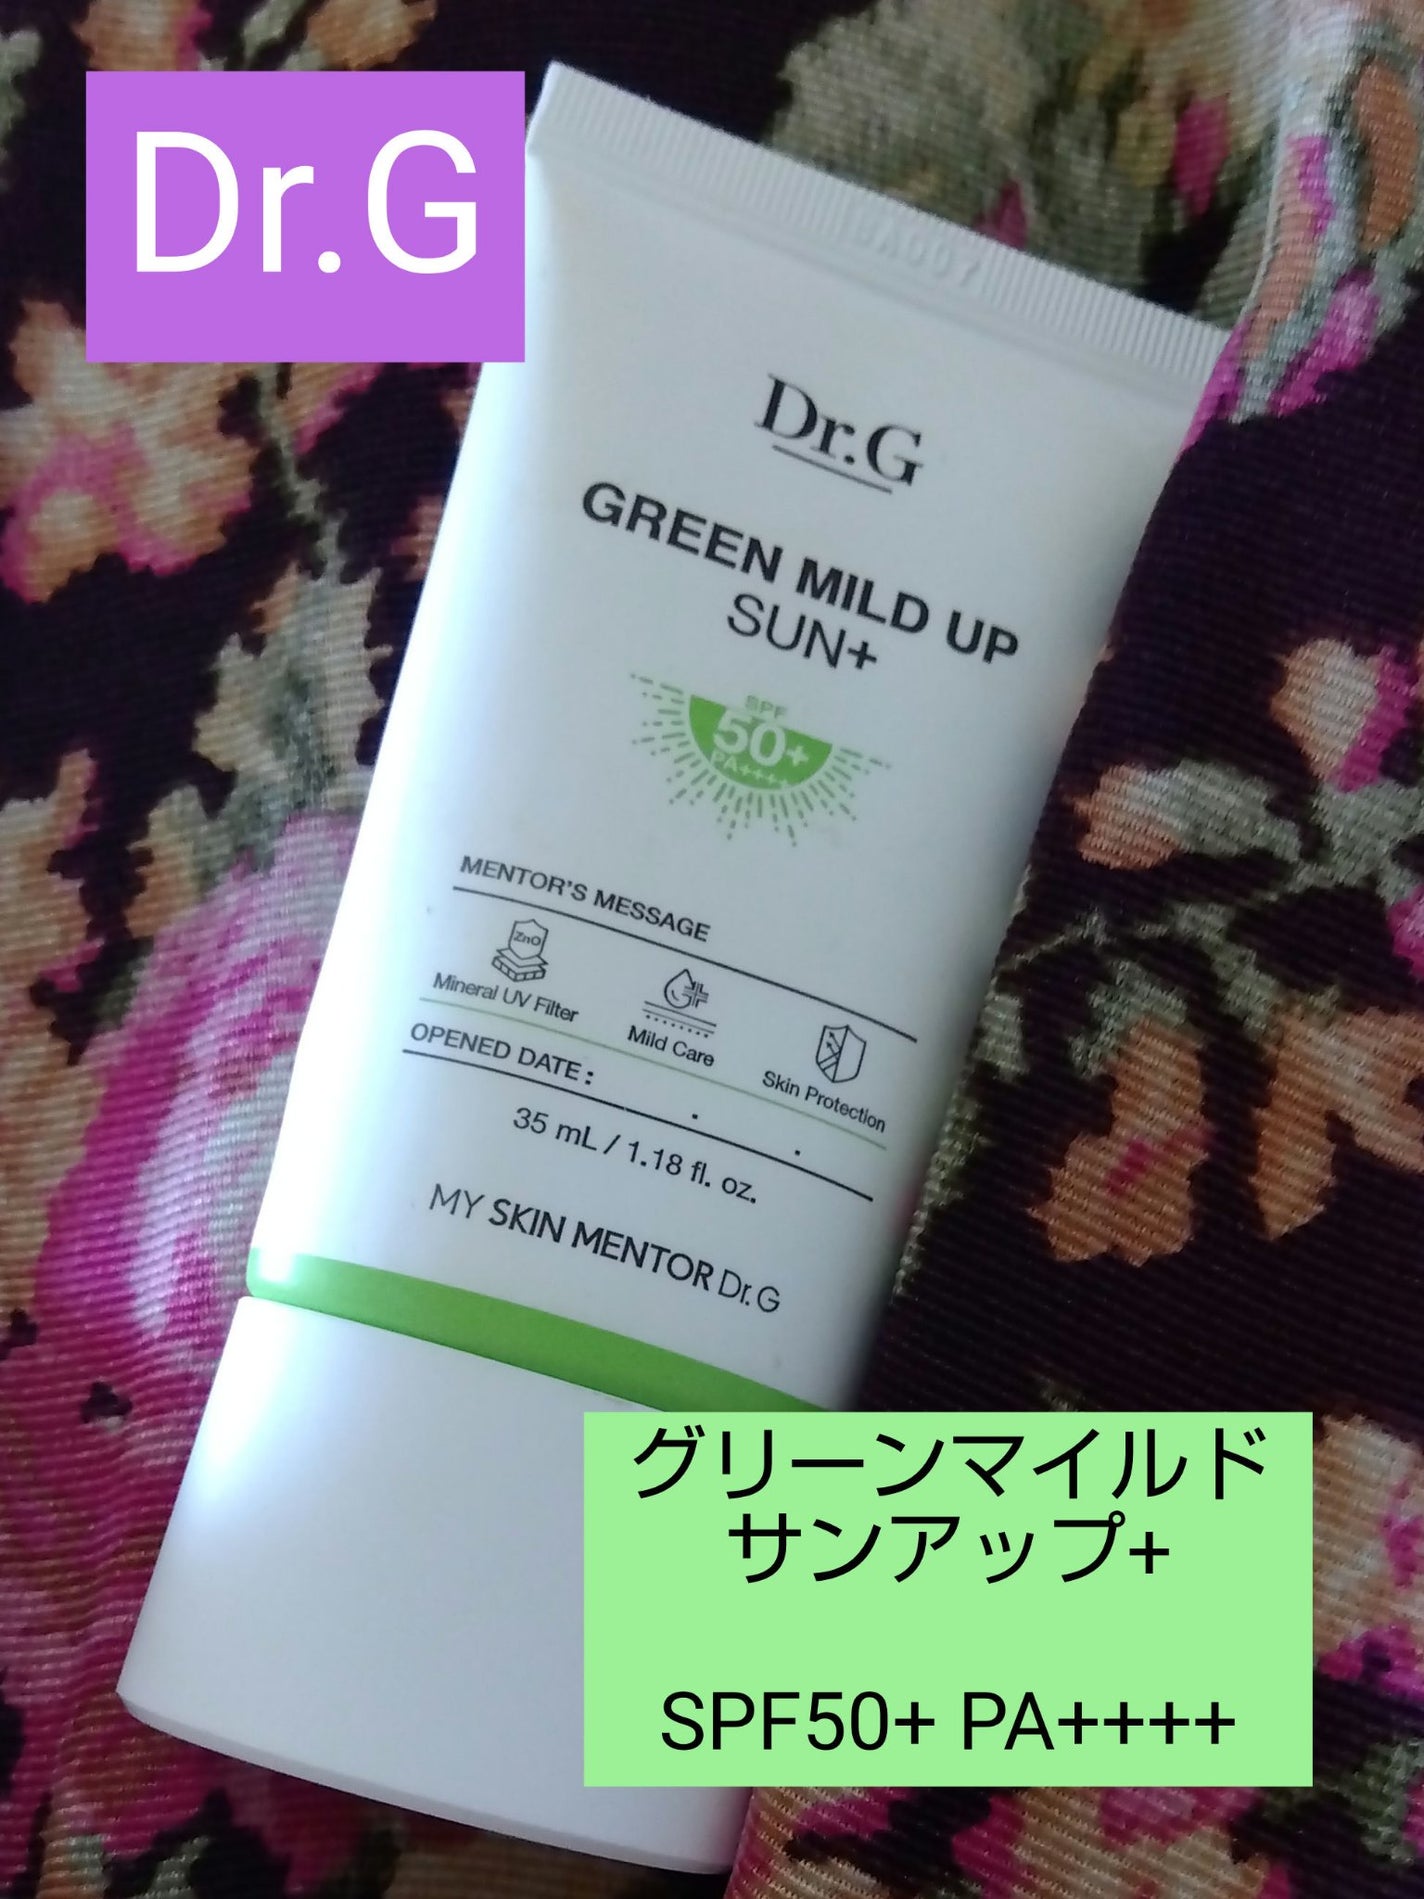 Dr.G
Dr.G
GREEN MILD UP
SUN+
SPF
50+
PA++++
MENTOR'S MESSAGE
ZnO
Mineral UV Filter
Mild Care
Skin Protection
OPENED DATE : . .
35 mL / 1.18 fl. oz.
MY SKIN MENTOR Dr.G
グリーンマイルド
サンアップ+
SPF50+ PA++++